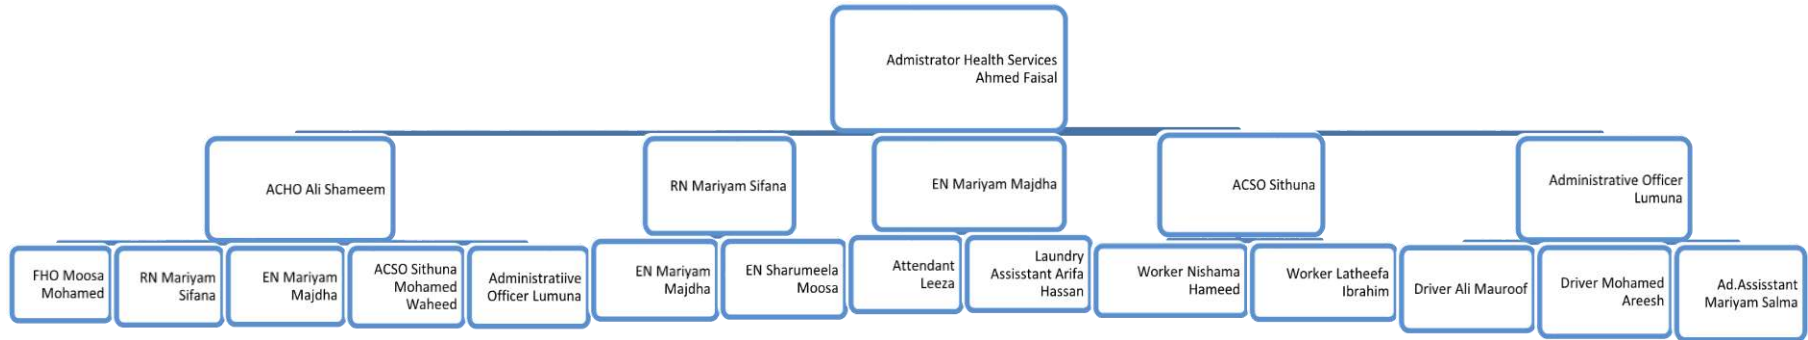 Admistrator Health Services
Ahmed Faisal
ACHO Ali Shameem
RN Mariyam Sifana
EN Mariyam Majdha
ACSO Sithuna
Administrative Officer
Lumuna
FHO Moosa
Mohamed
RN Mariyam
Sifana
EN Mariyam
Majdha
ACSO Sithuna
Mohamed
Waheed
Administratiive
Officer Lumuna
EN Mariyam
Majdha
EN Sharumeela
Moosa
Attendant
Leeza
Laundry
Assisstant Arifa
Hassan
Worker Nishama
Hameed
Worker Latheefa
Ibrahim
Driver Ali Mauroof
Driver Mohamed
Areesh
Ad.Assisstant
Mariyam Salma